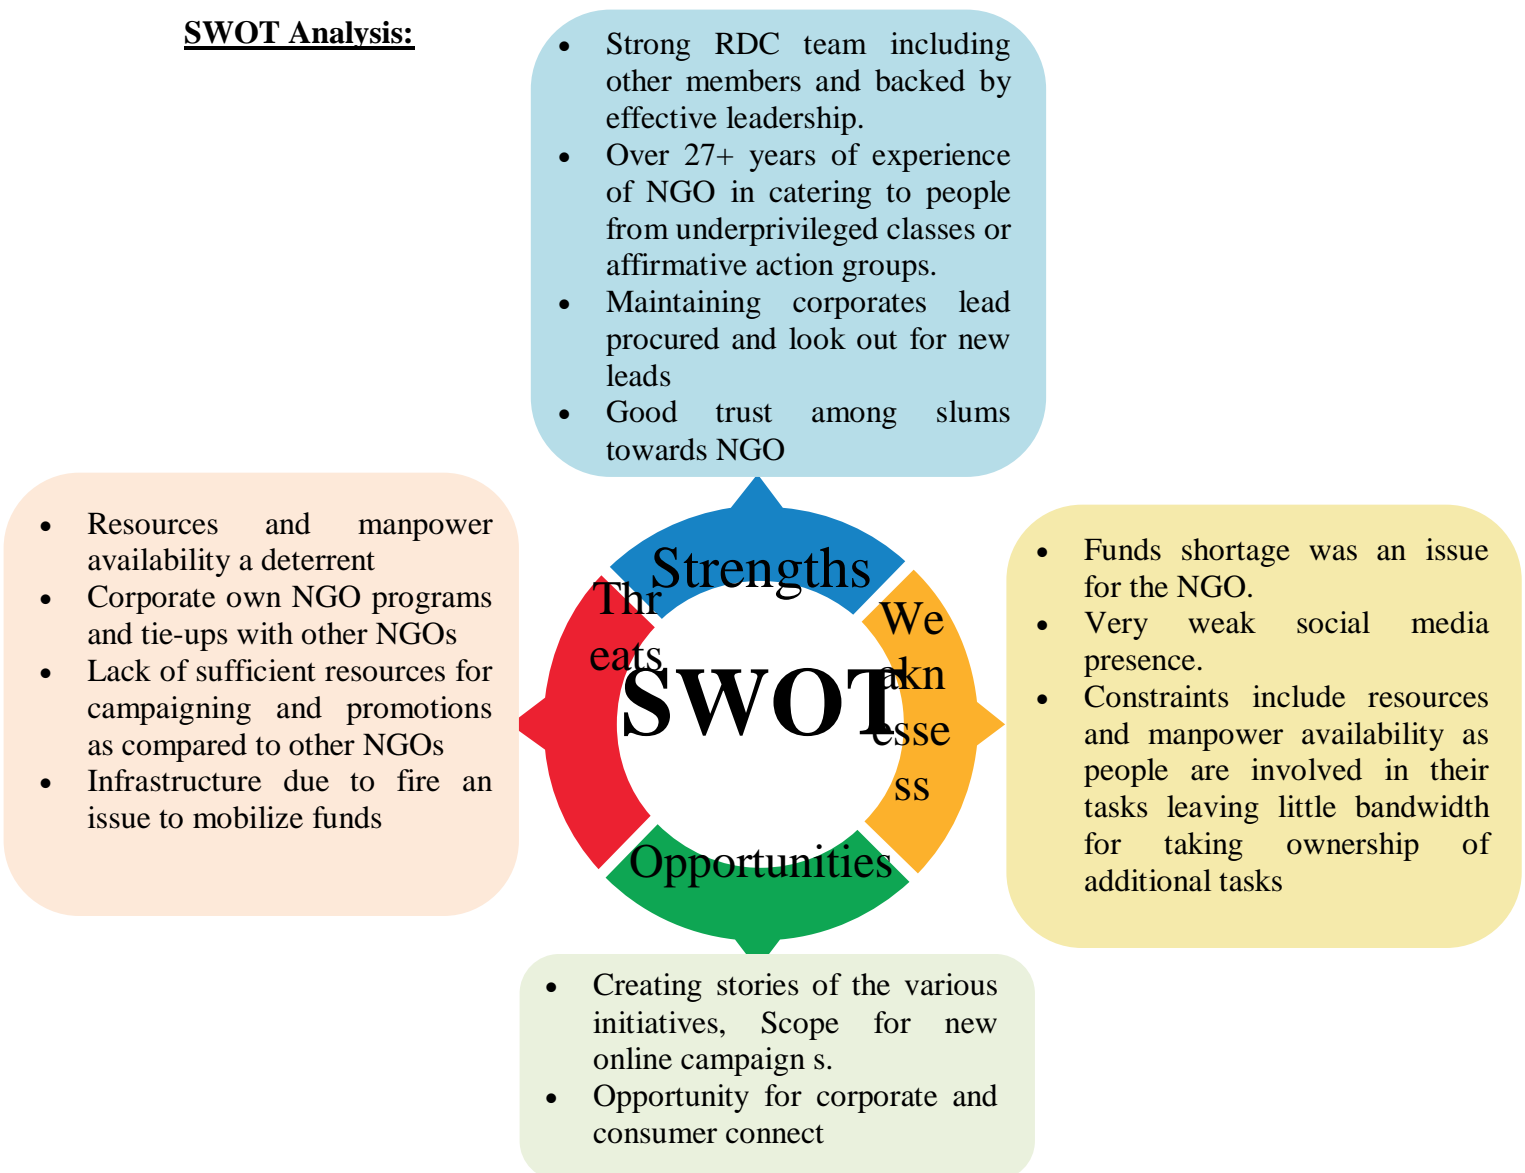 SWOT Analysis:
• Strong RDC team including
other members and backed by
effective leadership.
• Over 27+ years of experience
of NGO in catering to people
from underprivileged classes or
affirmative action groups.
• Maintaining corporates lead
procured and look out for new
leads
• Good trust among slums
towards NGO
• Resources and manpower
availability a deterrent
• Corporate own NGO programs
and tie-ups with other NGOs
• Lack of sufficient resources for
campaigning and promotions
as compared to other NGOs
• Infrastructure due to fire an
issue to mobilize funds
Strengths
Thr
eats
SWOT
We
akn
esse
ss
Opportunities
• Funds shortage was an issue
for the NGO.
• Very weak social media
presence.
• Constraints include resources
and manpower availability as
people are involved in their
tasks leaving little bandwidth
for taking ownership of
additional tasks
• Creating stories of the various
initiatives, Scope for new
online campaign s.
• Opportunity for corporate and
consumer connect